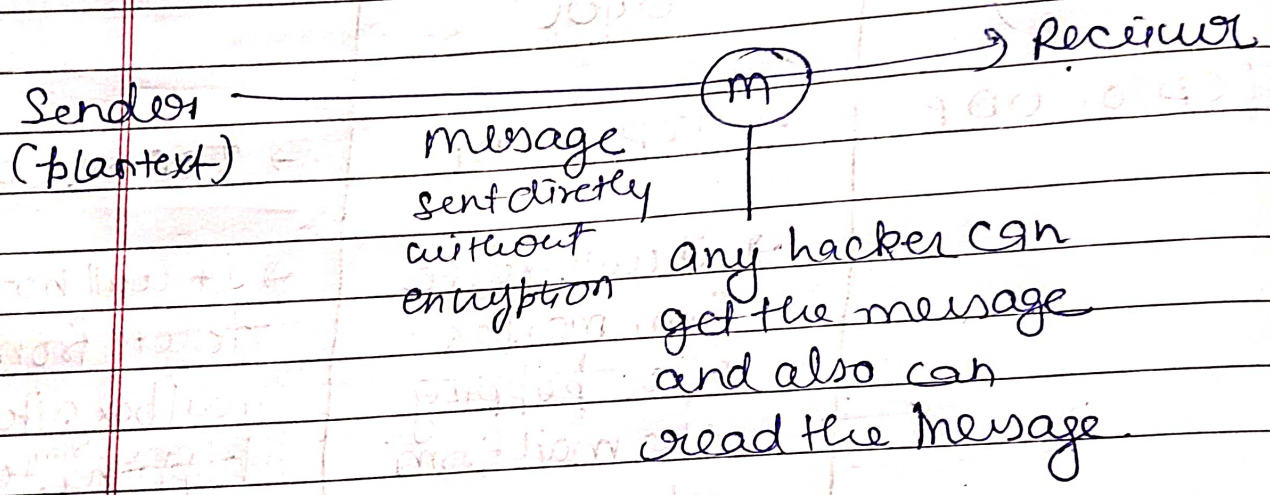 Receiver
Sender
m
(plantext)
message
sent directly
without
encryption
any hacker can
get the message
and also can
read the message.